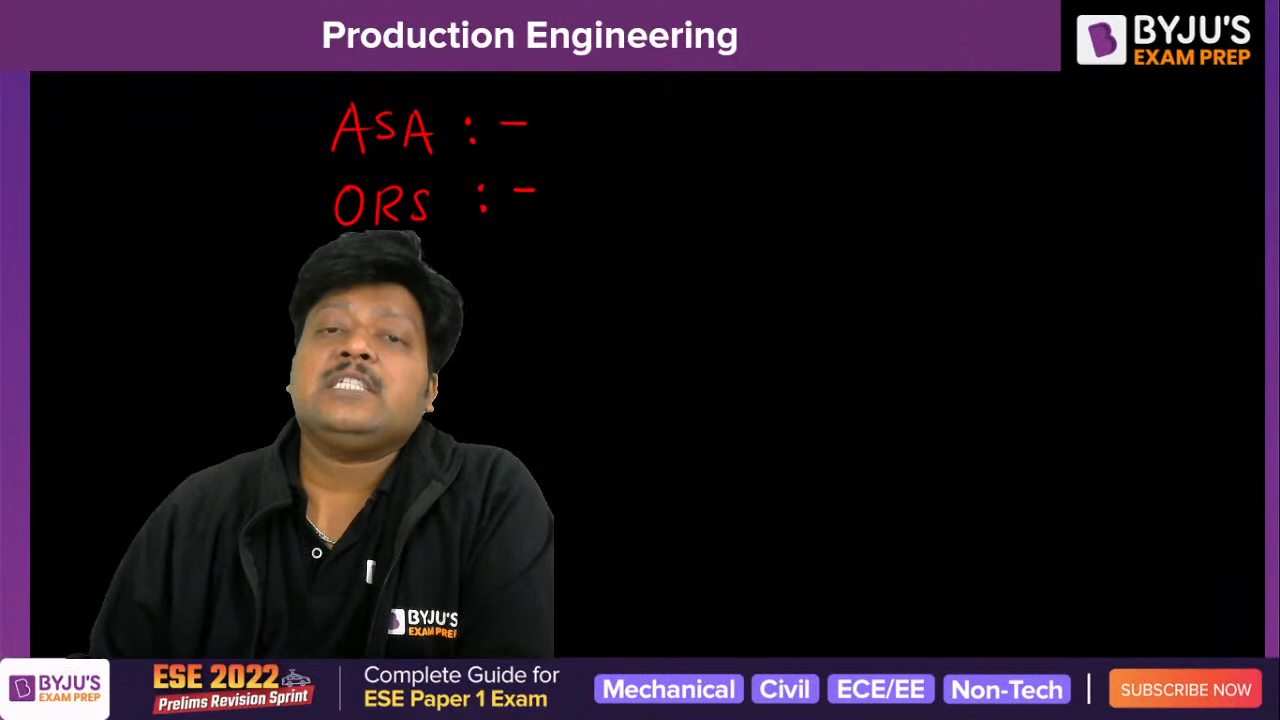 Production Engineering
BYJU'S
EXAM PREP
ASA : -
ORS : -
BYJU'S
EXAM PREP
BYJU'S
EXAM PREP
ESE 2022
Prelims Revision Sprint
Complete Guide for
ESE Paper 1 Exam
Mechanical Civil ECE/EE Non-Tech
SUBSCRIBE NOW